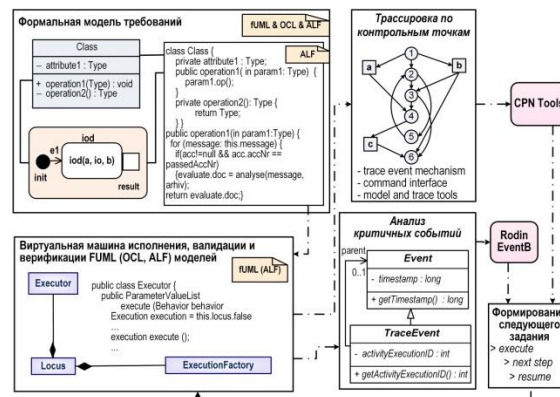 Формальная модель требований
fUML & OCL & ALF
Class
– attribute1 : Type
+ operation1(Type) : void
– operation2() : Type
ALF
class Class {
private attribute1 : Type;
public operation1( in param1: Type) {
param1.op();
}
private operation2(): Type {
return Type;
} }
public operation1(in param1:Type) {
for (message: this.message) {
if(acc!=null && acc.accNr ==
passedAccNr)
{evaluate.doc = analyse(message,
arhiv);
return evaluate.doc;}
iod
e1
iod(a, io, b)
init
result
Трассировка по
контрольным точкам
1
a
2
b
3
4
c
5
6
- trace event mechanism
- command interface
- model and trace tools
CPN Tools
Виртуальная машина исполнения, валидации и
верификации FUML (OCL, ALF) моделей
fUML (ALF)
Executor
public class Executor {
public ParameterValueList
execute (Behavior behavior
Execution execution = this.locus.false
...
execution execute ();
...
Locus
ExecutionFactory
Анализ
критичных событий
parent
0..1
Event
- timestamp : long
+ getTimestamp() : long
TraceEvent
- activityExecutionID : int
+ getActivityExecutionID() : int
Rodin
EventB
Формирование
следующего
задания
> execute
> next step
> resume